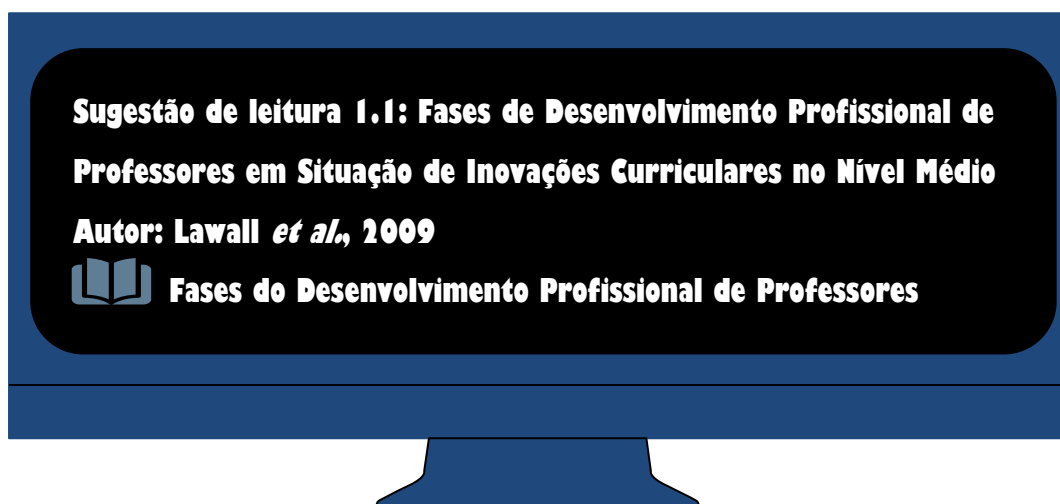 Sugestão de leitura 1.1: Fases de Desenvolvimento Profissional de
Professores em Situação de Inovações Curriculares no Nível Médio
Autor: Lawall et al., 2009
Fases do Desenvolvimento Profissional de Professores